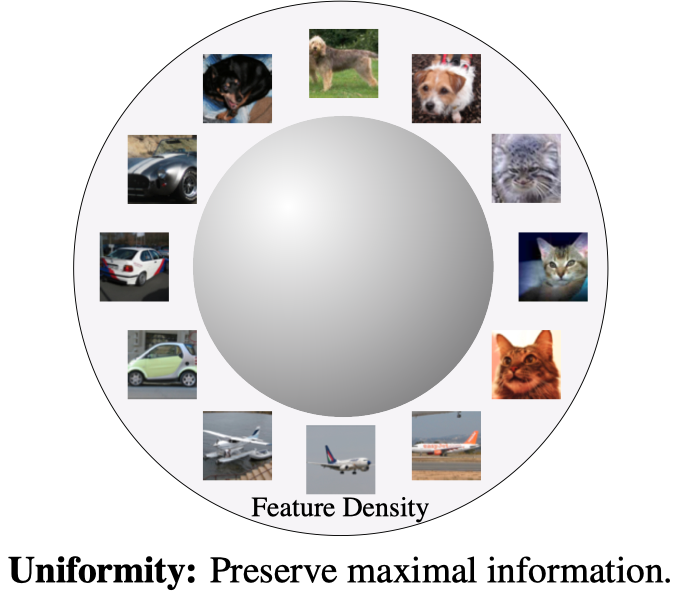 Feature Density
Uniformity: Preserve maximal information.